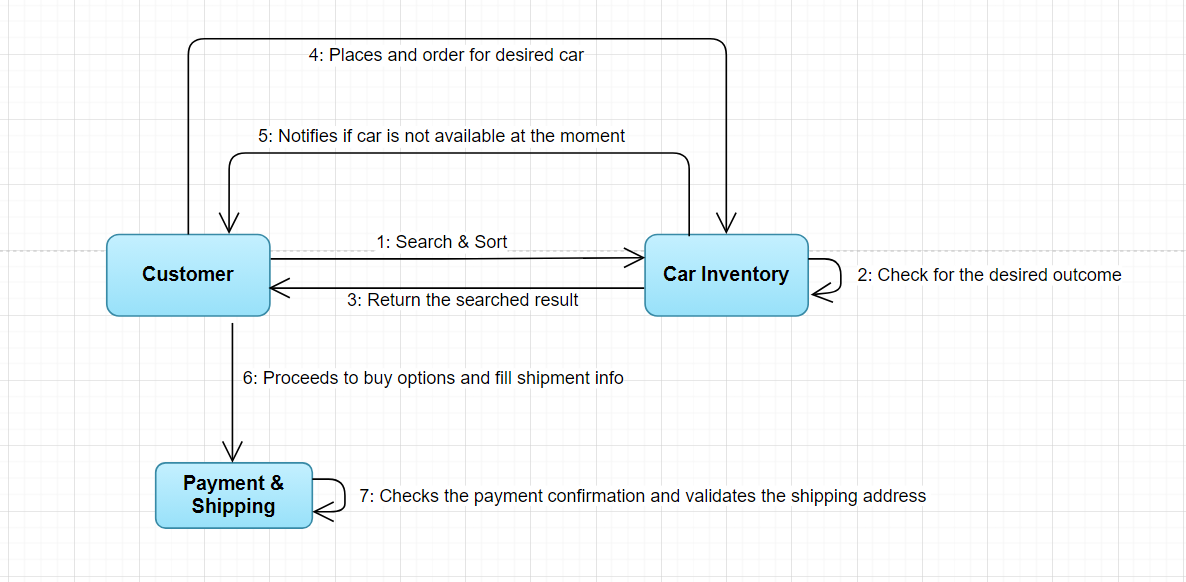 4: Places and order for desired car
5: Notifies if car is not available at the moment
1: Search & Sort
Customer
Car Inventory
2: Check for the desired outcome
3: Return the searched result
6: Proceeds to buy options and fill shipment info
Payment &
Shipping
7: Checks the payment confirmation and validates the shipping address